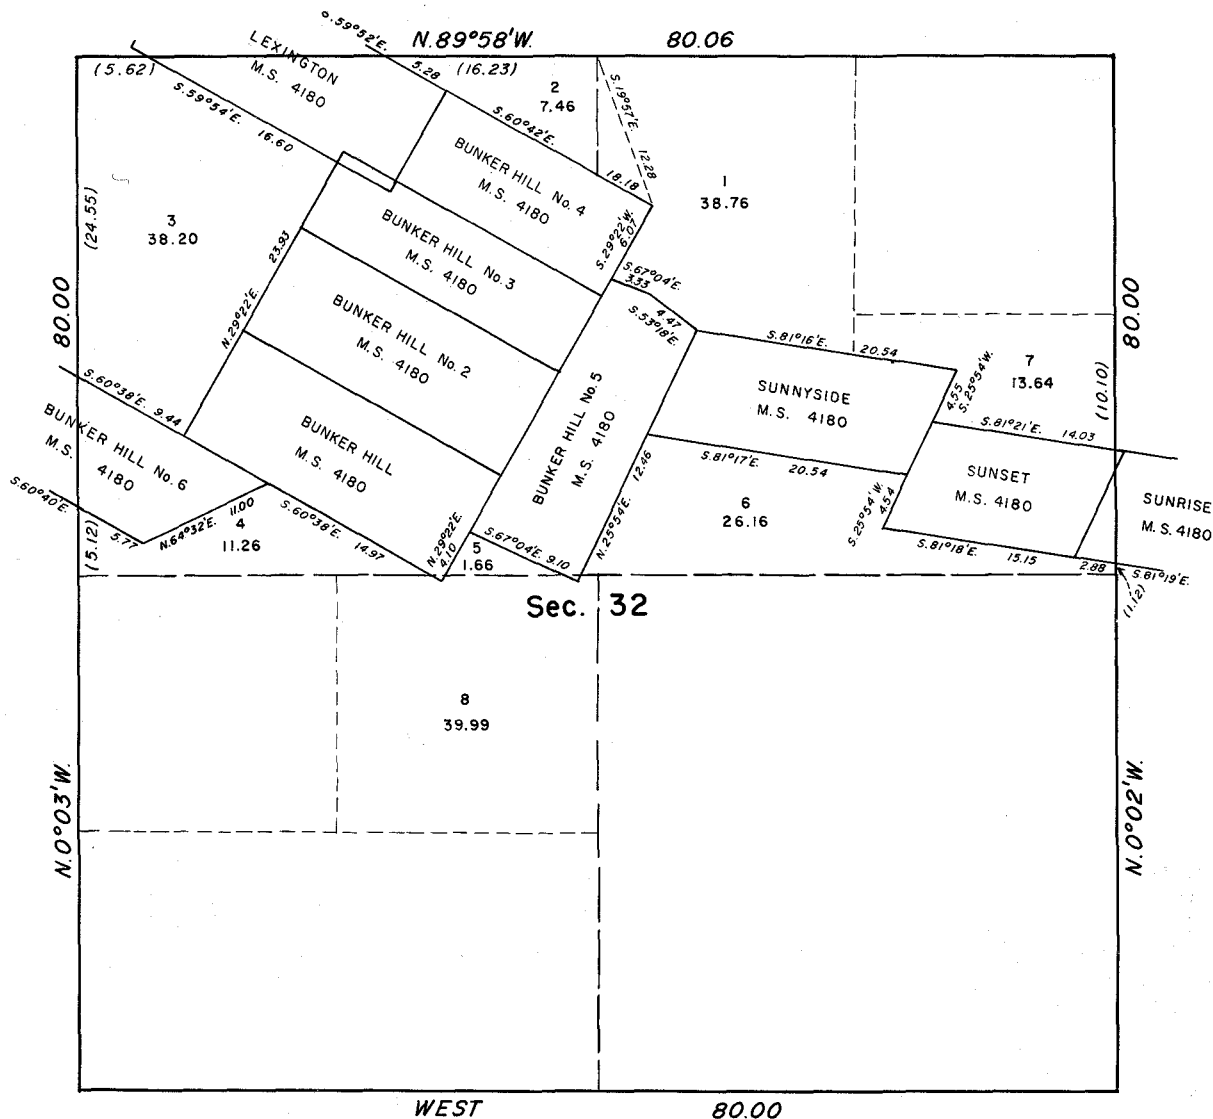 N.89°58'W. 80.06
S.59°52'E.
5.28
(16.23)
(5.62)
LEXINGTON
M.S. 4180
S.59°54'E. 16.60
2
7.46
S.60°42'E.
18.18
S.19°57'E.
12.28
BUNKER HILL No. 4
M.S. 4180
1
38.76
3
38.20
(24.55)
S.29°22'W.
6.07
BUNKER HILL No. 3
M.S. 4180
N.29°22'E. 23.93
S.67°04'E.
3.33
4.47
S.53°18'E.
80.00
80.00
BUNKER HILL No. 2
M.S. 4180
S.81°16'E. 20.54
4.55
S.25°54'W.
7
13.64
(10.10)
SUNNYSIDE
M.S. 4180
S.60°38'E. 9.44
BUNKER HILL No. 5
M.S. 4180
BUNKER HILL No. 6
M.S. 4180
BUNKER HILL
M.S. 4180
S.81°21'E. 14.03
S.81°17'E. 20.54
SUNSET
M.S. 4180
SUNRISE
M.S. 4180
S.60°40'E.
5.77
N.64°32'E. 11.00
4
11.26
(5.12)
S.60°38'E. 14.97
N.29°22'E.
4.10
S.67°04'E. 9.10
5
1.66
N.25°54'E. 12.46
6
26.16
S.25°54'W.
4.54
S.81°18'E. 15.15
2.88
S.81°19'E.
(1.12)
Sec. 32
8
39.99
N.0°03'W.
N.0°02'W.
WEST 80.00